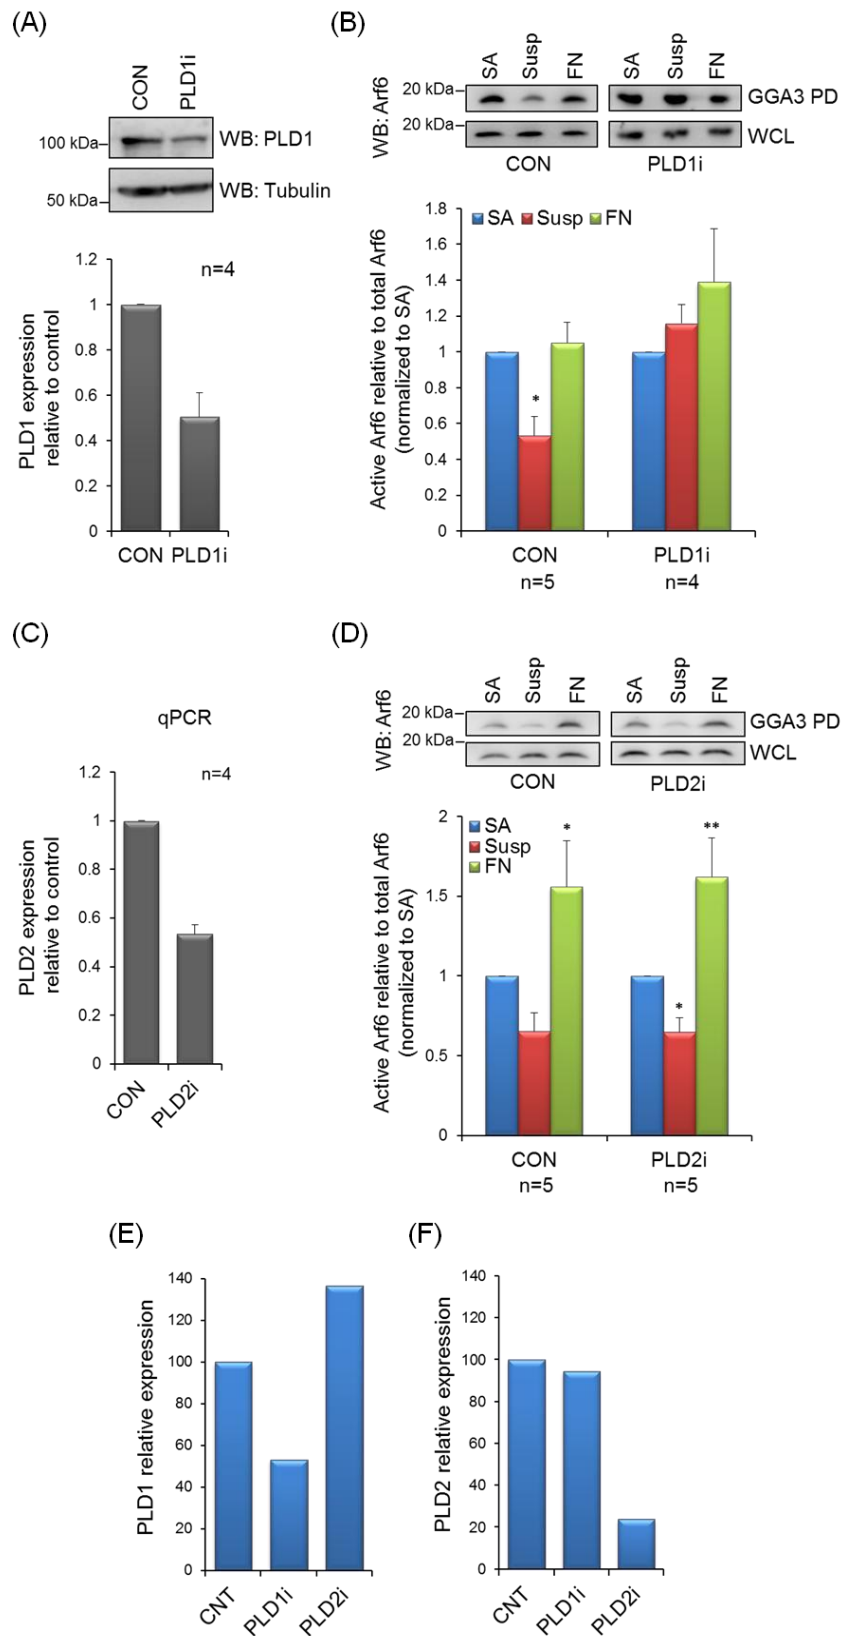 (A)
CON
PLD1i
100 kDa
WB: PLD1
50 kDa
WB: Tubulin
n=4
1.2
1
0.8
0.6
0.4
0.2
0
PLD1 expression
relative to control
CON PLD1i
(B)
SA
Susp
FN
SA
Susp
FN
WB: Arf6
20 kDa
20 kDa
GGA3 PD
WCL
CON
PLD1i
SA Susp FN
1.8
1.6
1.4
1.2
1
0.8
0.6
0.4
0.2
0
*
Active Arf6 relative to total Arf6
(normalized to SA)
CON
n=5
PLD1i
n=4
(C)
qPCR
n=4
1.2
1
0.8
0.6
0.4
0.2
0
PLD2 expression
relative to control
CON
PLD2i
(D)
SA
Susp
FN
SA
Susp
FN
WB: Arf6
20 kDa
20 kDa
GGA3 PD
WCL
CON
PLD2i
SA
Susp
FN
2
1.5
1
0.5
0
*
*
**
Active Arf6 relative to total Arf6
(normalized to SA)
CON
n=5
PLD2i
n=5
(E)
140
120
100
80
60
40
20
0
PLD1 relative expression
CNT
PLD1i
PLD2i
(F)
140
120
100
80
60
40
20
0
PLD2 relative expression
CNT
PLD1i
PLD2i